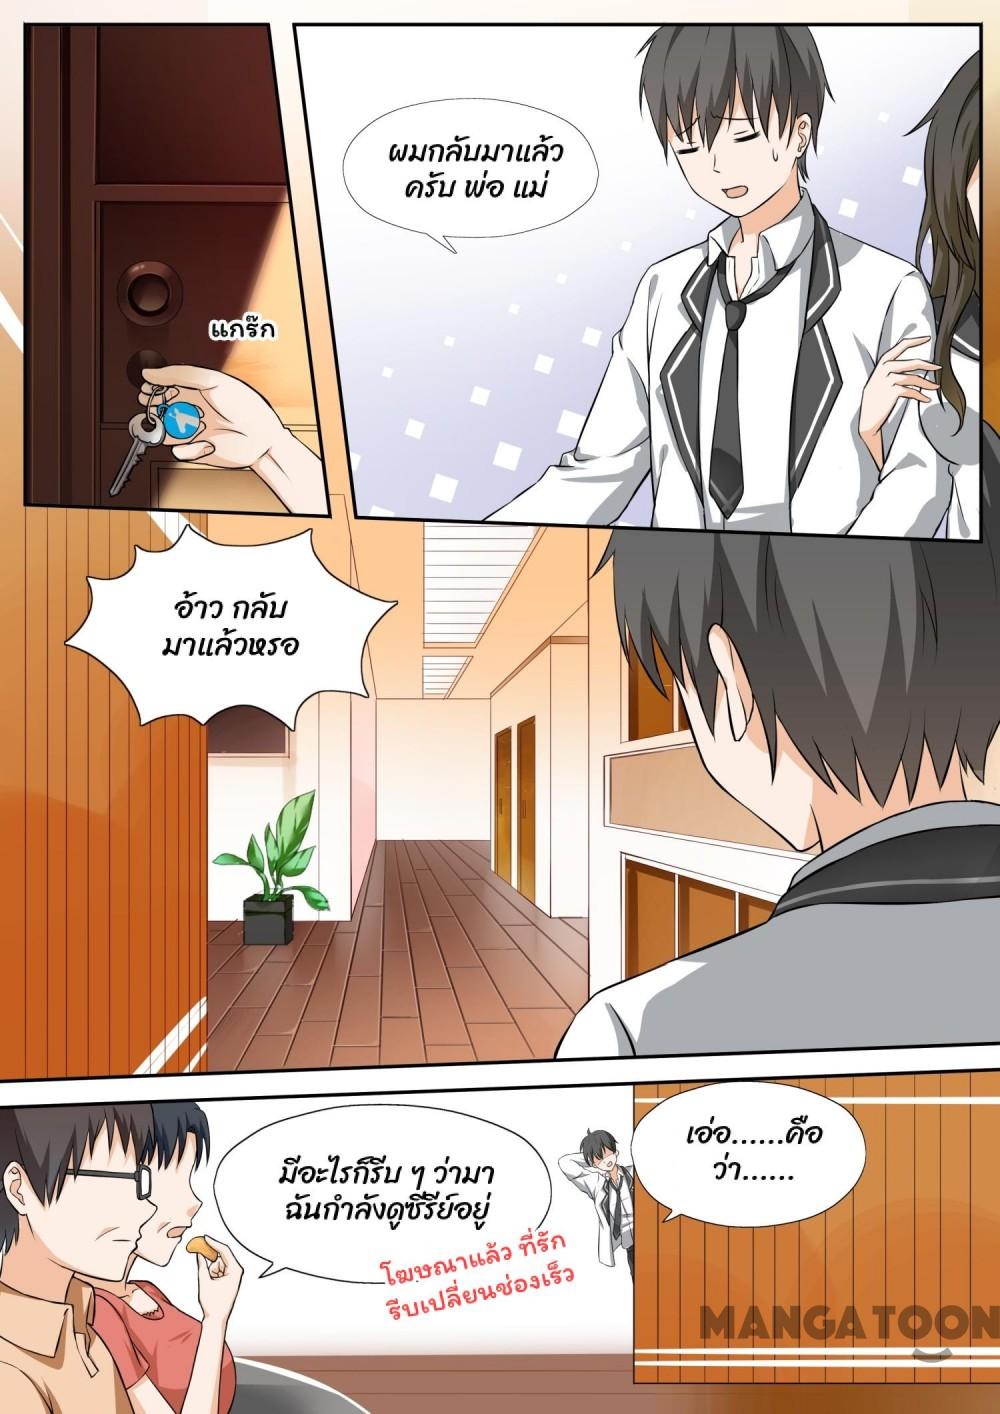 ผมกลับมาแล้ว
ครับ พ่อ แม่
แกร๊ก
อ้าว กลับ
มาแล้วหรอ
เอ่อ......คือ
ว่า......
มีอะไรก็รีบ ๆ ว่ามา
ฉันกำลังดูซีรีย์อยู่
โฆษณาแล้ว ที่รัก
รีบเปลี่ยนช่องเร็ว
MANGATOON